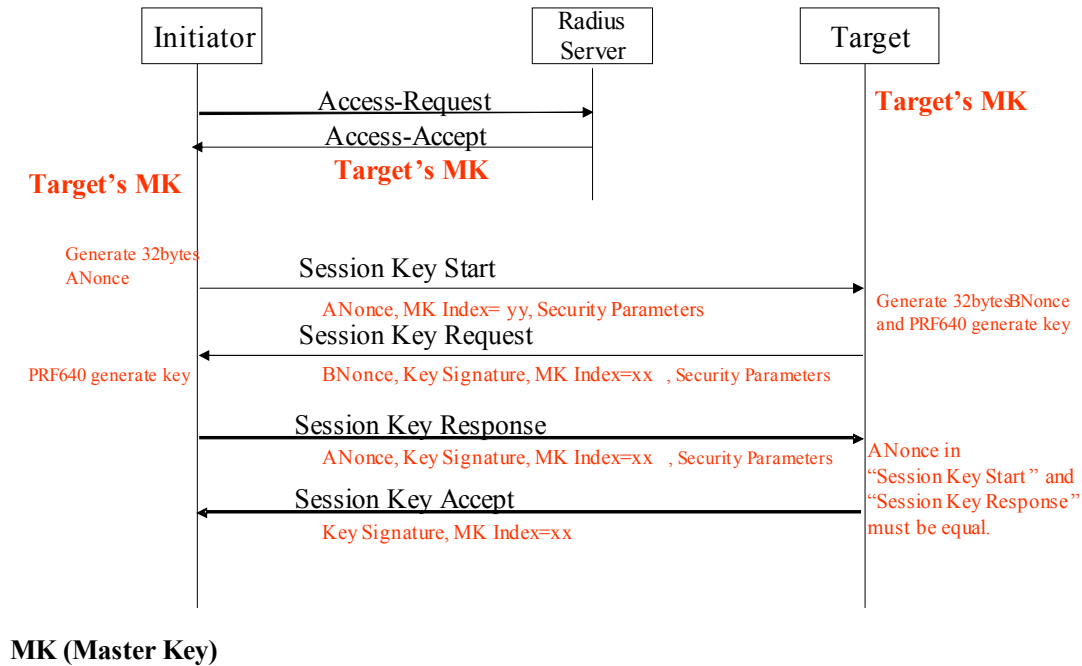 Initiator
Radius
Server
Target
Access-Request
Target's MK
Access-Accept
Target's MK
Target's MK
Generate 32bytes
ANonce
Session Key Start
ANonce, MK Index= yy, Security Parameters
Generate 32bytesBNonce
and PRF640 generate key
Session Key Request
PRF640 generate key
BNonce, Key Signature, MK Index=xx , Security Parameters
Session Key Response
ANonce, Key Signature, MK Index=xx , Security Parameters
ANonce in
“Session Key Start” and
“Session Key Response”
must be equal.
Session Key Accept
Key Signature, MK Index=xx
MK (Master Key)